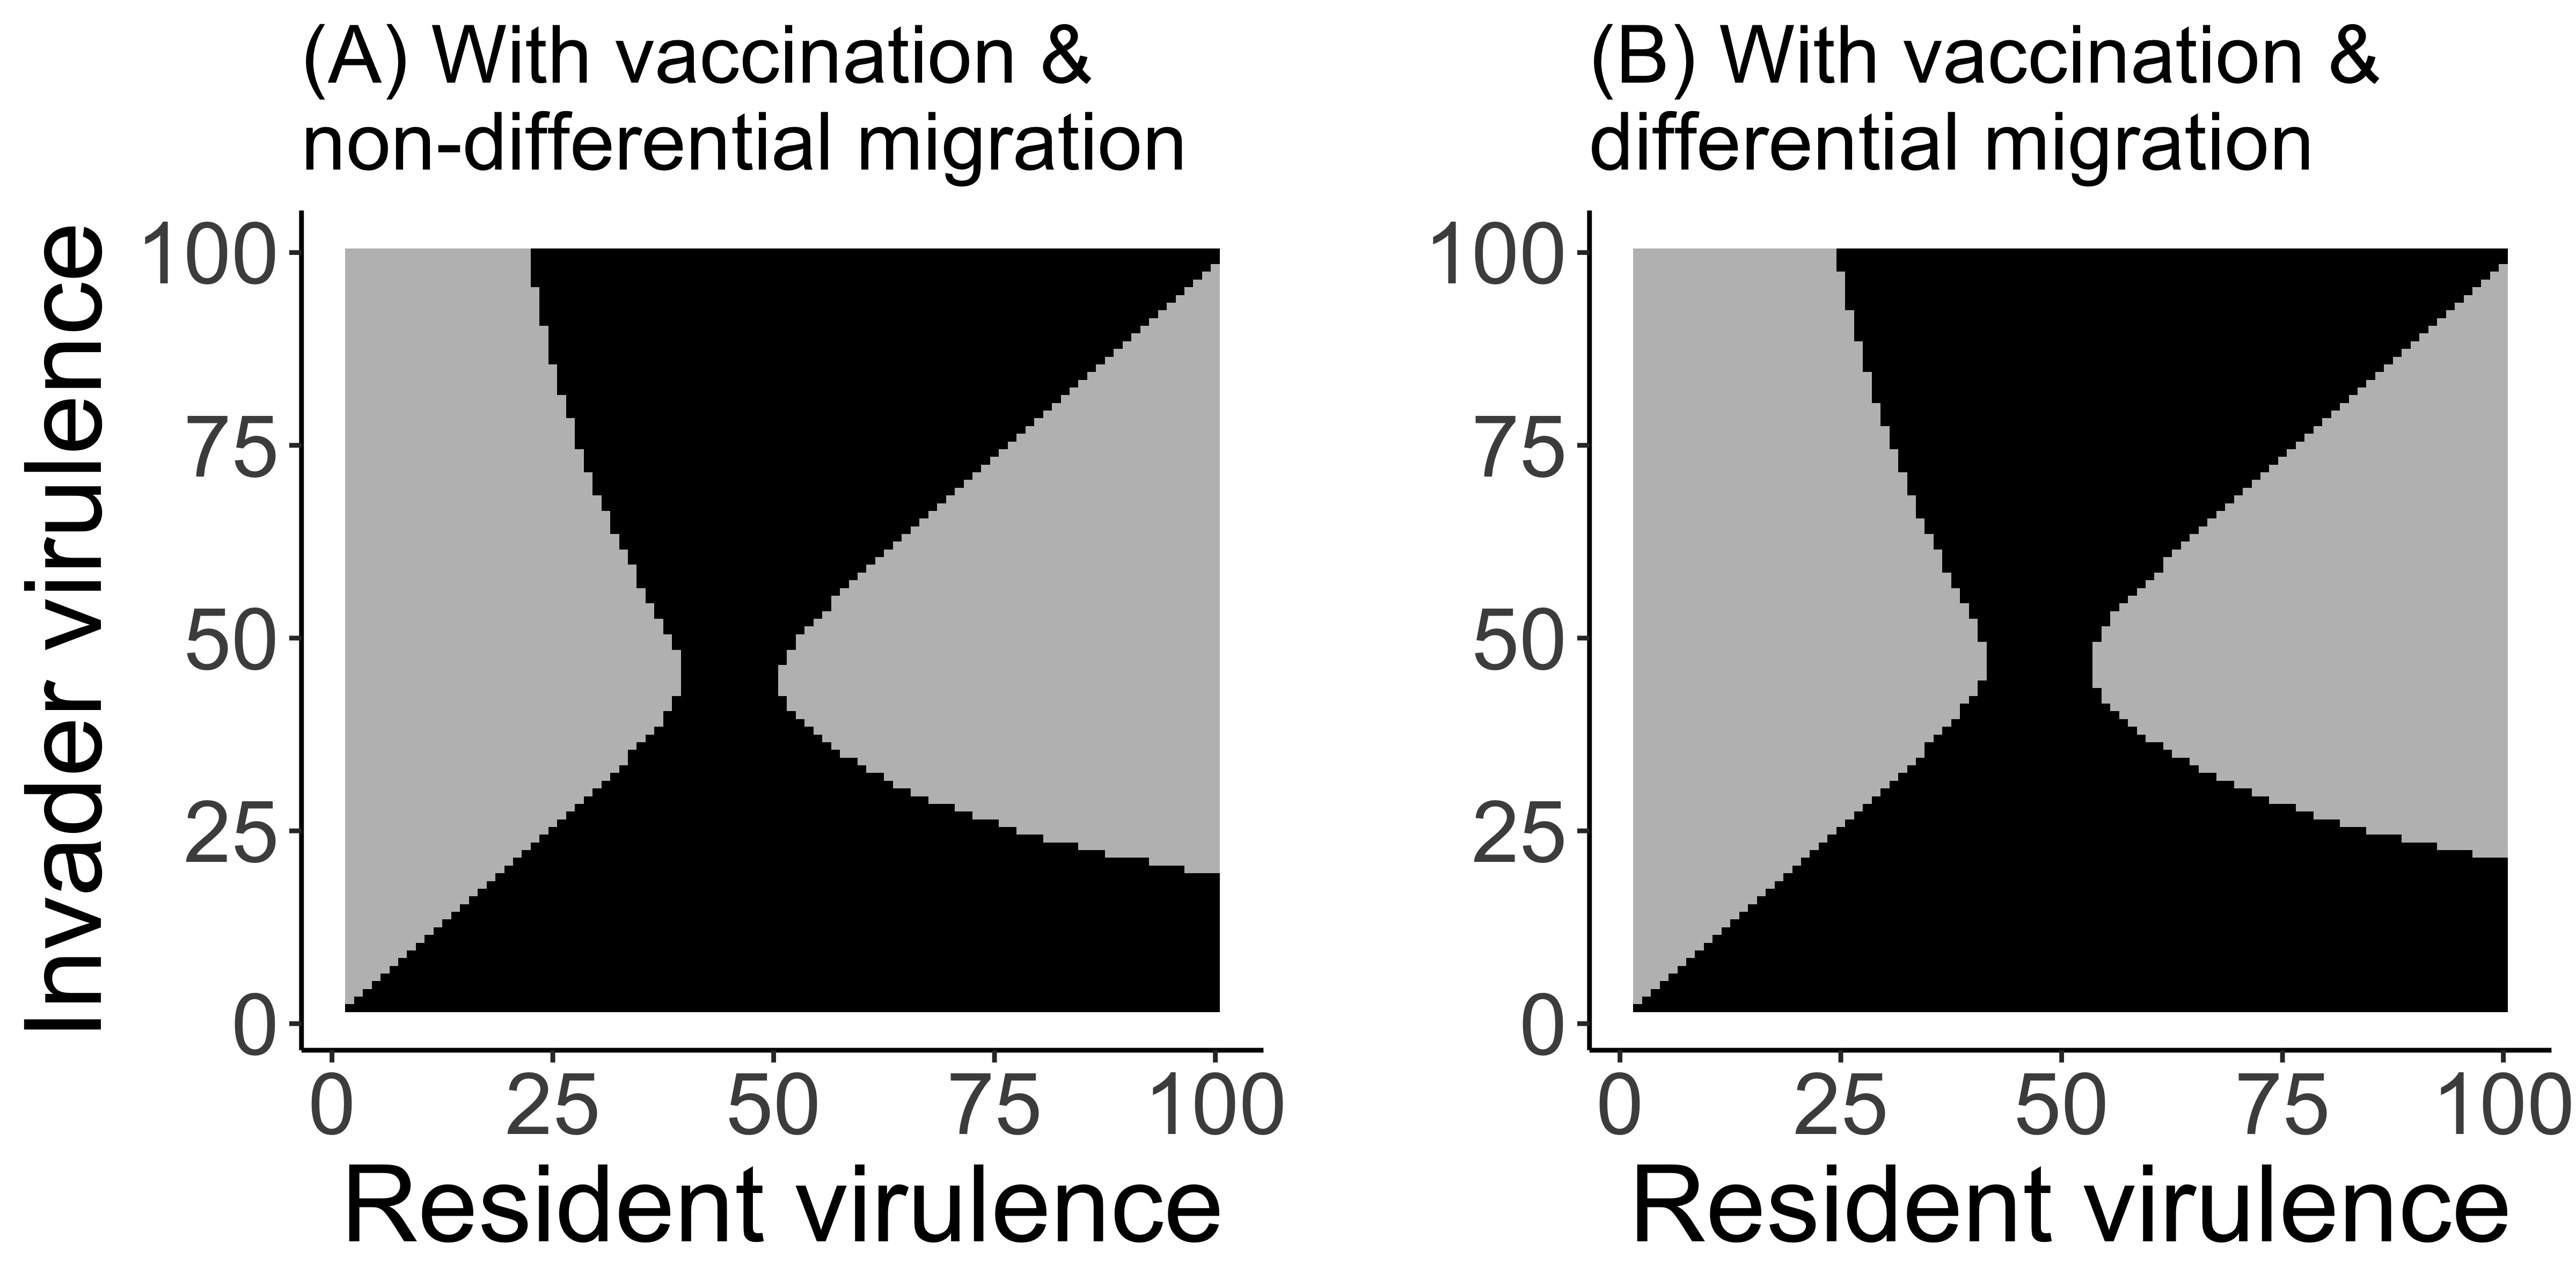 (A) With vaccination &
non-differential migration
(B) With vaccination &
differential migration
Invader virulence
100
75
50
25
0
0 25 50 75 100
Resident virulence
100
75
50
25
0
0 25 50 75 100
Resident virulence